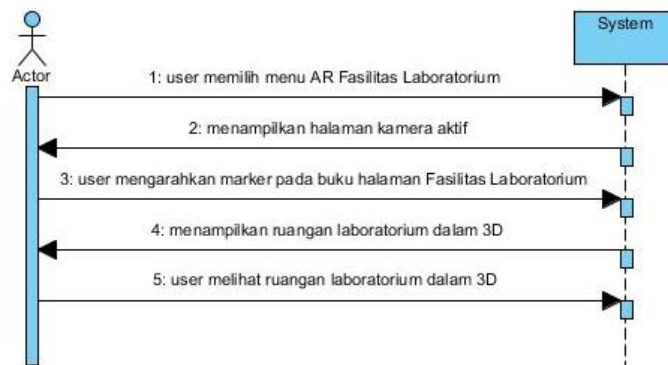 System
Actor
1: user memilih menu AR Fasilitas Laboratorium
2: menampilkan halaman kamera aktif
3: user mengarahkan marker pada buku halaman Fasilitas Laboratorium
4: menampilkan ruangan laboratorium dalam 3D
5: user melihat ruangan laboratorium dalam 3D